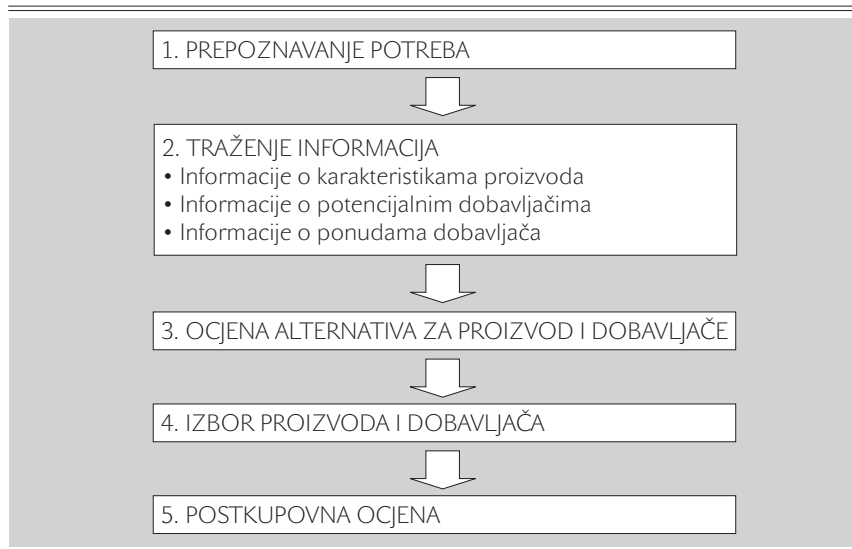 1. PREPOZNAVANJE POTREBA
2. TRAŽENJE INFORMACIJA
• Informacije o karakteristikama proizvoda
• Informacije o potencijalnim dobavljačima
• Informacije o ponudama dobavljača
3. OCJENA ALTERNATIVA ZA PROIZVOD I DOBAVLJAČE
4. IZBOR PROIZVODA I DOBAVLJAČA
5. POSTKUPOVNA OCJENA